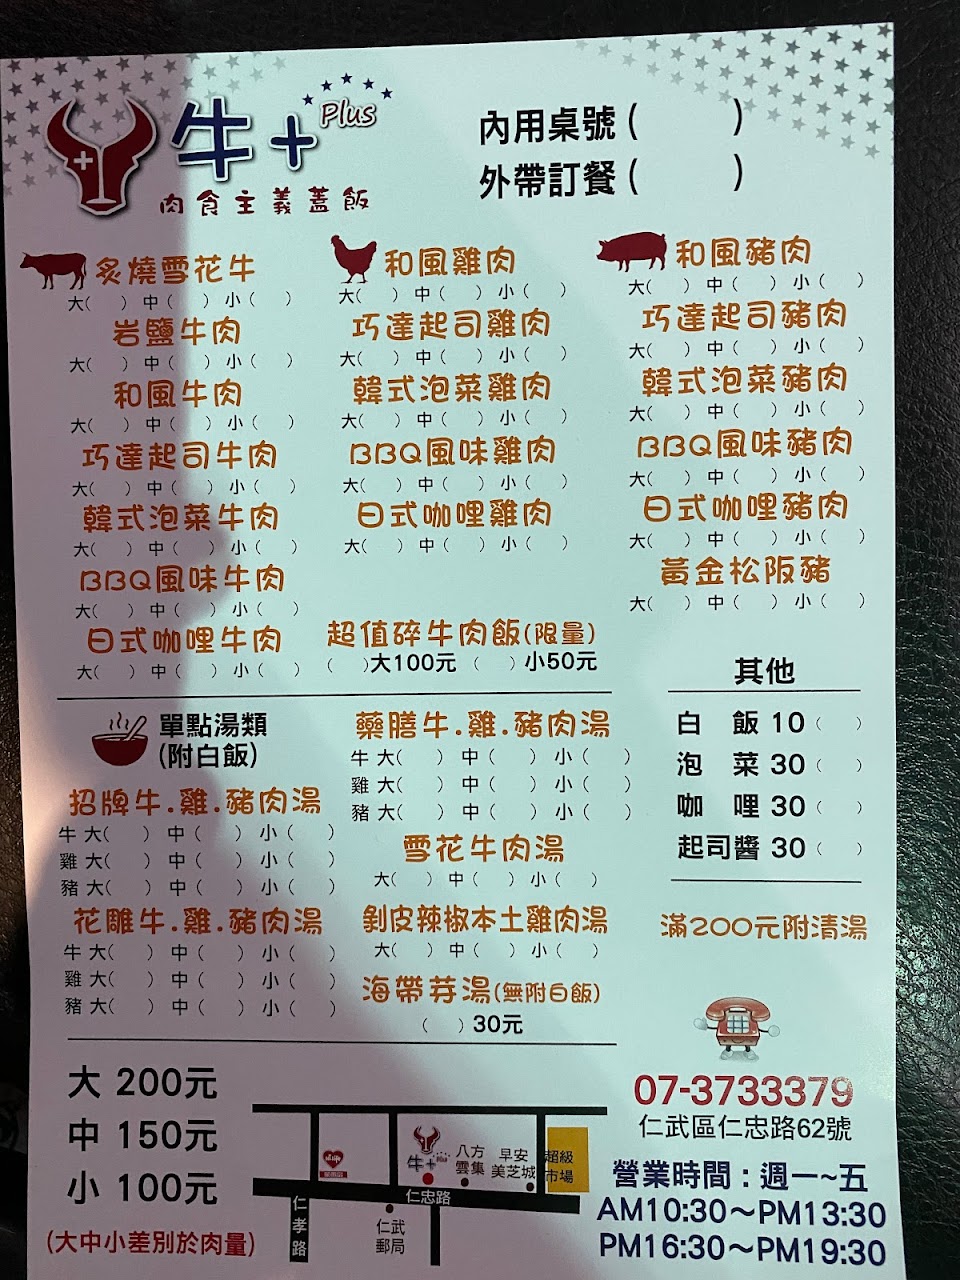 牛+ Plus
肉食主義蓋飯
內用桌號（　　）
外帶訂餐（　　）
炙燒雪花牛
大(　) 中（　）小（　）
岩鹽牛肉
大(　) 中（　）小（　）
和風牛肉
大(　) 中（　）小（　）
巧達起司牛肉
大(　) 中（　）小（　）
韓式泡菜牛肉
大(　) 中（　）小（　）
BBQ風味牛肉
大(　) 中（　）小（　）
日式咖哩牛肉
大(　) 中（　）小（　）
和風雞肉
大(　) 中（　）小（　）
巧達起司雞肉
大(　) 中（　）小（　）
韓式泡菜雞肉
大(　) 中（　）小（　）
BBQ風味雞肉
大(　) 中（　）小（　）
日式咖哩雞肉
大(　) 中（　）小（　）
超值碎牛肉飯(限量)
（　）大100元 （　）小50元
和風豬肉
大(　) 中（　）小（　）
巧達起司豬肉
大(　) 中（　）小（　）
韓式泡菜豬肉
大(　) 中（　）小（　）
BBQ風味豬肉
大(　) 中（　）小（　）
日式咖哩豬肉
大(　) 中（　）小（　）
黃金松阪豬
大(　) 中（　）小（　）
單點湯類
(附白飯)
招牌牛.雞.豬肉湯
牛 大(　) 中（　）小（　）
雞 大(　) 中（　）小（　）
豬 大(　) 中（　）小（　）
花雕牛.雞.豬肉湯
牛 大(　) 中（　）小（　）
雞 大(　) 中（　）小（　）
豬 大(　) 中（　）小（　）
藥膳牛.雞.豬肉湯
牛 大(　) 中（　）小（　）
雞 大(　) 中（　）小（　）
豬 大(　) 中（　）小（　）
雪花牛肉湯
大(　) 中（　）小（　）
剝皮辣椒本土雞肉湯
大(　) 中（　）小（　）
海帶芽湯(無附白飯)
（　）30元
其他
白　飯 10（　）
泡　菜 30（　）
咖　哩 30（　）
起司醬 30（　）
滿200元附清湯
大 200元
中 150元
小 100元
(大中小差別於肉量)
牛+ Plus
八方
雲集
早安
美芝城
超級
市場
仁忠路
仁孝路
仁武
郵局
07-3733379
仁武區仁忠路62號
營業時間：週一~五
AM10:30～PM13:30
PM16:30～PM19:30